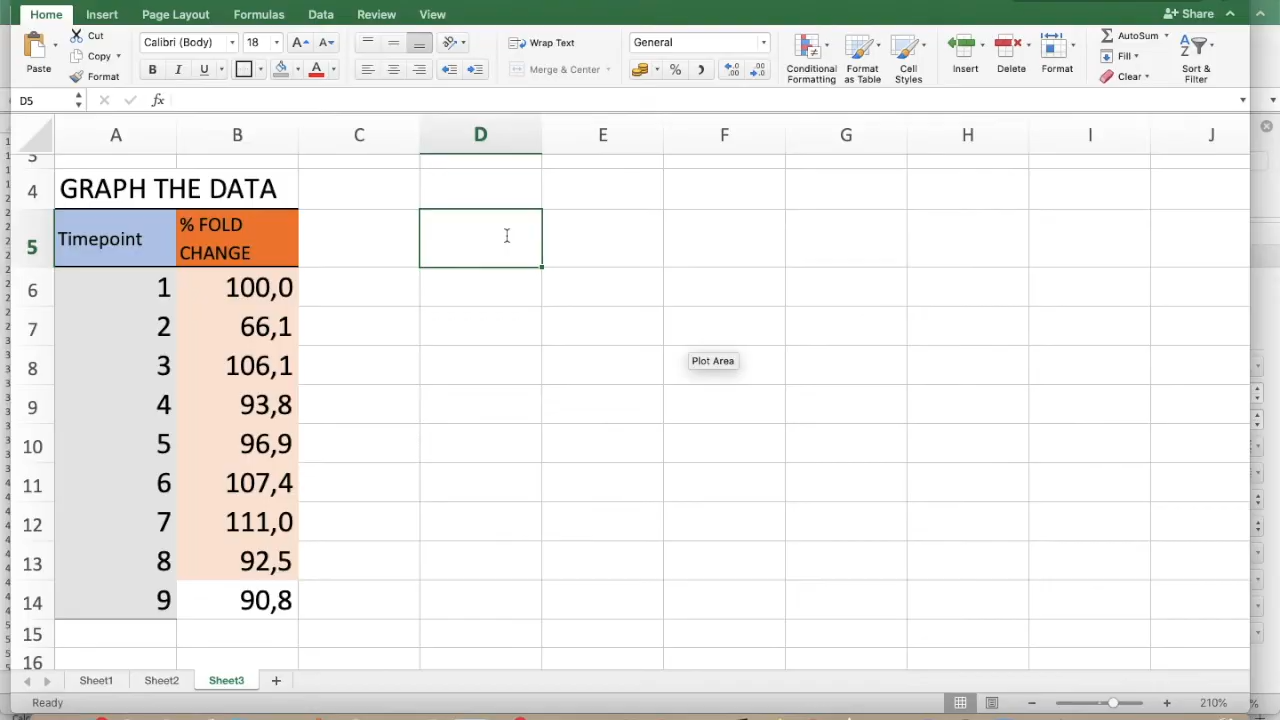 Home Insert Page Layout Formulas Data Review View Share
Paste Cut Calibri (Body) 18 A A Wrap Text General AutoSum
Copy Fill
Format B I U A Merge & Center % Conditional Formatting Format as Table Cell Styles Insert Delete Format Clear Sort & Filter
D5 fx
A B C D E F G H I J
3
4 GRAPH THE DATA
5 Timepoint % FOLD CHANGE
6 1 100,0
7 2 66,1
8 3 106,1
Plot Area
9 4 93,8
10 5 96,9
11 6 107,4
12 7 111,0
13 8 92,5
14 9 90,8
15
16
Sheet1 Sheet2 Sheet3 +
Ready 210%